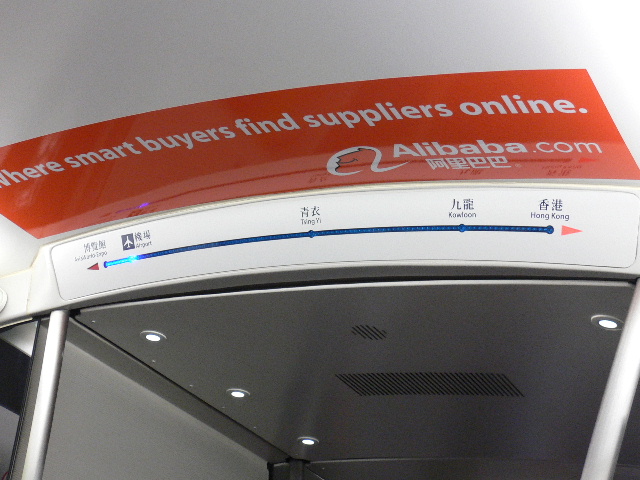 Where smart buyers find suppliers online.
Alibaba.com
阿里巴巴
博覽館
AsiaWorld-Expo
機場
Airport
青衣
Tsing Yi
九龍
Kowloon
香港
Hong Kong